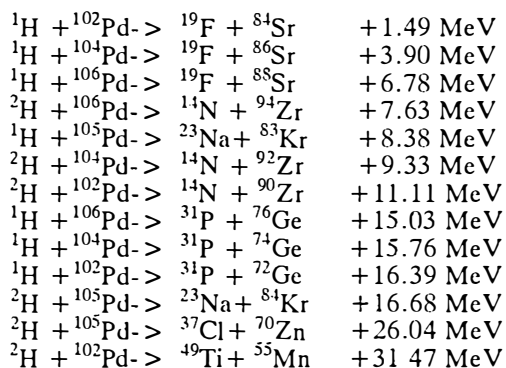 ¹H + ¹⁰²Pd- > ¹⁹F + ⁸⁴Sr +1.49 MeV
¹H + ¹⁰⁴Pd- > ¹⁹F + ⁸⁶Sr +3.90 MeV
¹H + ¹⁰⁶Pd- > ¹⁹F + ⁸⁸Sr +6.78 MeV
²H + ¹⁰⁶Pd- > ¹⁴N + ⁹⁴Zr +7.63 MeV
¹H + ¹⁰⁵Pd- > ²³Na+ ⁸³Kr +8.38 MeV
²H + ¹⁰⁴Pd- > ¹⁴N + ⁹²Zr +9.33 MeV
²H + ¹⁰²Pd- > ¹⁴N + ⁹⁰Zr +11.11 MeV
¹H + ¹⁰⁶Pd- > ³¹P + ⁷⁶Ge +15.03 MeV
¹H + ¹⁰⁴Pd- > ³¹P + ⁷⁴Ge +15.76 MeV
¹H + ¹⁰²Pd- > ³¹P + ⁷²Ge +16.39 MeV
²H + ¹⁰⁵Pd- > ²³Na+ ⁸⁴Kr +16.68 MeV
²H + ¹⁰⁵Pd- > ³⁷Cl+ ⁷⁰Zn +26.04 MeV
²H + ¹⁰²Pd- > ⁴⁹Ti+ ⁵⁵Mn +31 47 MeV